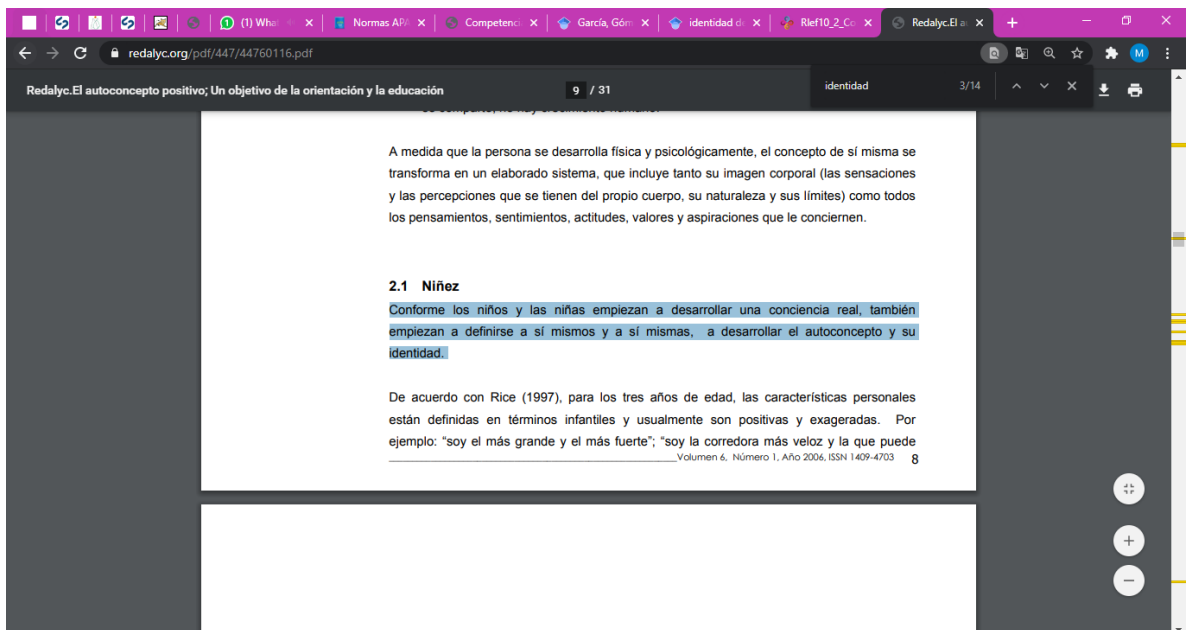 (1) Wha
Normas APA
Competenci
García, Góm
identidad de
Rlef10_2_Co
Redalyc.El au
redalyc.org/pdf/447/44760116.pdf
M
Redalyc.El autoconcepto positivo; Un objetivo de la orientación y la educación
9 / 31
identidad
3/14
A medida que la persona se desarrolla física y psicológicamente, el concepto de sí misma se
transforma en un elaborado sistema, que incluye tanto su imagen corporal (las sensaciones
y las percepciones que se tienen del propio cuerpo, su naturaleza y sus límites) como todos
los pensamientos, sentimientos, actitudes, valores y aspiraciones que le conciernen.
2.1 Niñez
Conforme los niños y las niñas empiezan a desarrollar una conciencia real, también
empiezan a definirse a sí mismos y a sí mismas, a desarrollar el autoconcepto y su
identidad.
De acuerdo con Rice (1997), para los tres años de edad, las características personales
están definidas en términos infantiles y usualmente son positivas y exageradas. Por
ejemplo: “soy el más grande y el más fuerte”; “soy la corredora más veloz y la que puede
Volumen 6, Número 1, Año 2006, ISSN 1409-4703 8